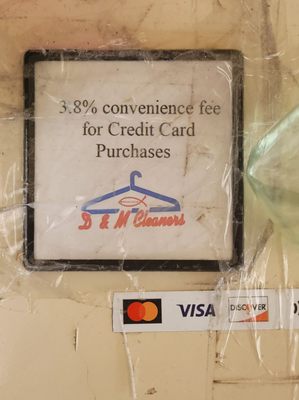 3.8% convenience fee
for Credit Card
Purchases
D & M Cleaners
VISA
DISCOVER